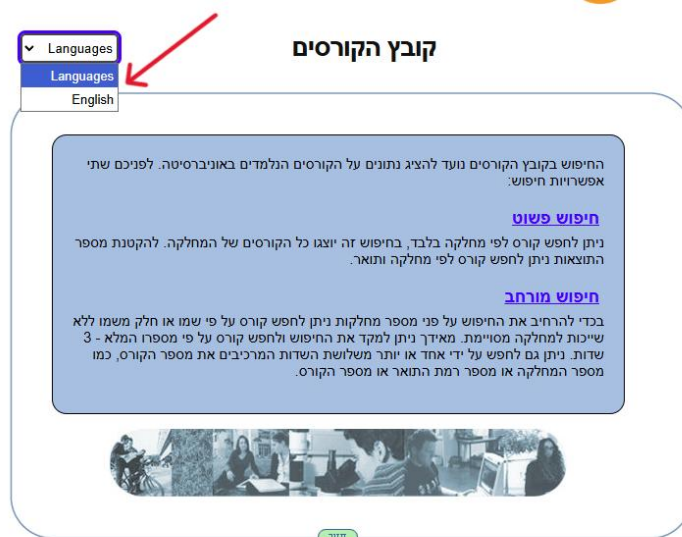 קובץ הקורסים
Languages
Languages
English
החיפוש בקובץ הקורסים נועד להציג נתונים על הקורסים הנלמדים באוניברסיטה. לפניכם שתי
אפשרויות חיפוש:
חיפוש פשוט
ניתן לחפש קורס לפי מחלקה בלבד, בחיפוש זה יוצגו כל הקורסים של המחלקה. להקטנת מספר
התוצאות ניתן לחפש קורס לפי מחלקה ותואר.
חיפוש מורחב
בכדי להרחיב את החיפוש על פני מספר מחלקות ניתן לחפש קורס על פי שמו או חלק משמו ללא
שייכות למחלקה מסויימת. מאידך ניתן למקד את החיפוש ולחפש קורס על פי מספרו המלא - 3
שדות. ניתן גם לחפש על ידי אחד או יותר משלושת השדות המרכיבים את מספר הקורס, כמו
מספר המחלקה או מספר רמת התואר או מספר הקורס.